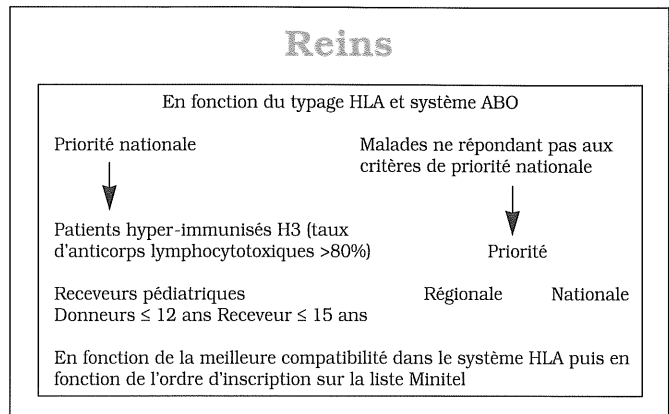 Reins
En fonction du typage HLA et système ABO
Priorité nationale
Patients hyper-immunisés H3 (taux
d'anticorps lymphocytotoxiques >80%)
Receveurs pédiatriques
Donneurs ≤ 12 ans Receveur ≤ 15 ans
Malades ne répondant pas aux
critères de priorité nationale
Priorité
Régionale Nationale
En fonction de la meilleure compatibilité dans le système HLA puis en
fonction de l'ordre d'inscription sur la liste Minitel